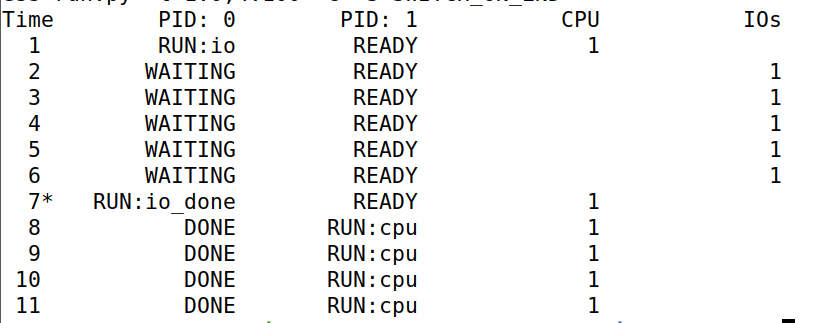 Time PID: 0 PID: 1 CPU IOs
1 RUN:io READY 1
2 WAITING READY 1
3 WAITING READY 1
4 WAITING READY 1
5 WAITING READY 1
6 WAITING READY 1
7* RUN:io_done READY 1
8 DONE RUN:cpu 1
9 DONE RUN:cpu 1
10 DONE RUN:cpu 1
11 DONE RUN:cpu 1